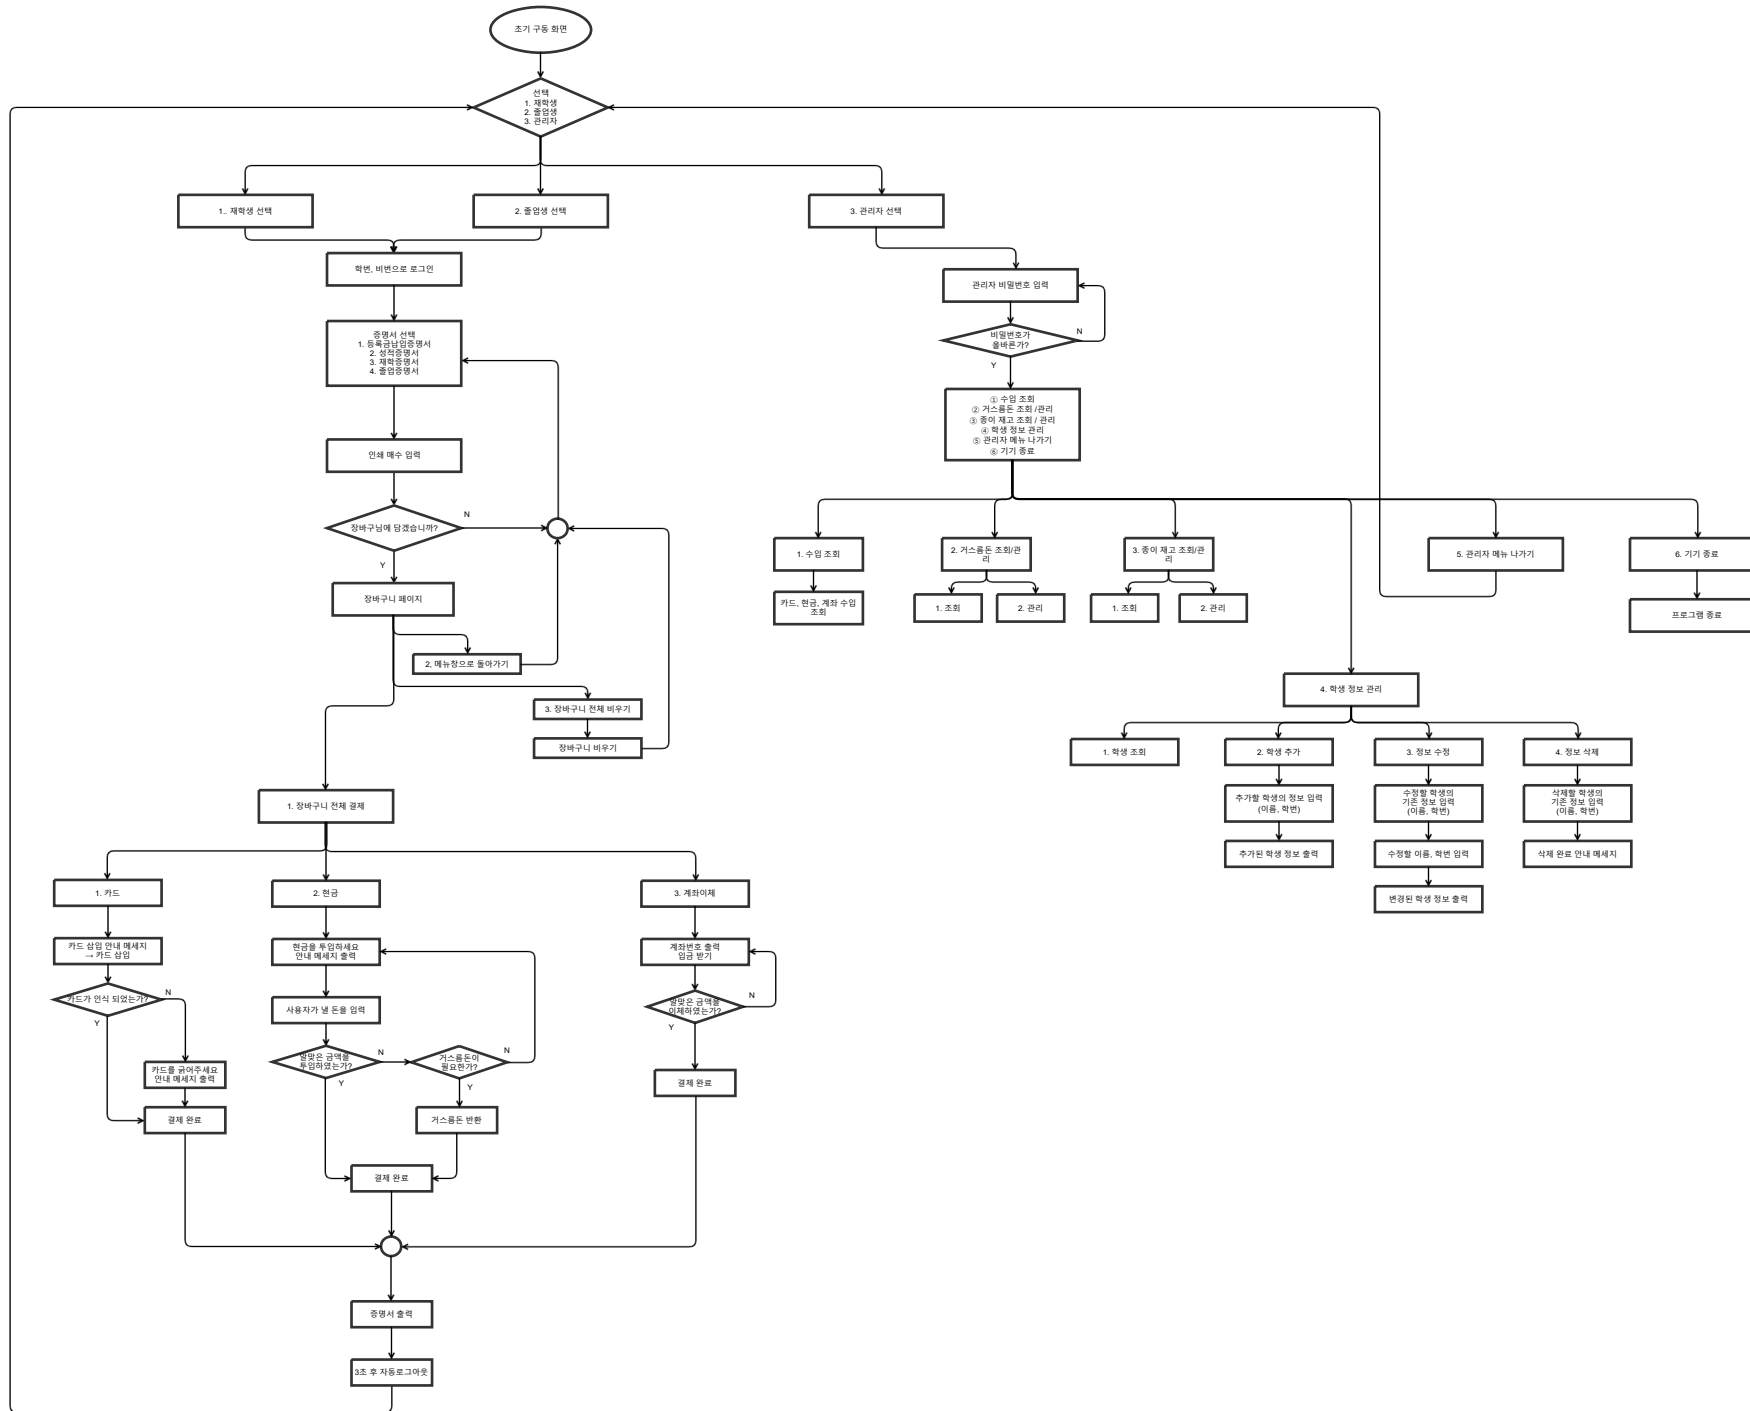 초기 구동 화면
선택
1. 재학생
2. 졸업생
3. 관리자
1.. 재학생 선택
2. 졸업생 선택
3. 관리자 선택
학번, 비번으로 로그인
증명서 선택
1. 등록금납입증명서
2. 성적증명서
3. 재학증명서
4. 졸업증명서
인쇄 매수 입력
장바구님에 담겠습니까?
N
Y
장바구니 페이지
2, 메뉴창으로 돌아가기
3. 장바구니 전체 비우기
장바구니 비우기
1. 장바구니 전체 결제
1. 카드
카드 삽입 안내 메세지
→ 카드 삽입
카드가 인식 되었는가?
N
Y
카드를 긁어주세요
안내 메세지 출력
결제 완료
2. 현금
현금을 투입하세요
안내 메세지 출력
사용자가 낼 돈을 입력
알맞은 금액을
투입하였는가?
N
Y
거스름돈이
필요한가?
N
Y
거스름돈 반환
결제 완료
3. 계좌이체
계좌번호 출력
입금 받기
알맞은 금액을
이체하였는가?
N
Y
결제 완료
증명서 출력
3초 후 자동로그아웃
관리자 비밀번호 입력
비밀번호가
올바른가?
N
Y
① 수입 조회
② 거스름돈 조회 /관리
③ 종이 재고 조회 / 관리
④ 학생 정보 관리
⑤ 관리자 메뉴 나가기
⑥ 기기 종료
1. 수입 조회
카드, 현금, 계좌 수입
조회
2. 거스름돈 조회/관
리
1. 조회
2. 관리
3. 종이 재고 조회/관
리
1. 조회
2. 관리
5. 관리자 메뉴 나가기
6. 기기 종료
프로그램 종료
4. 학생 정보 관리
1. 학생 조회
2. 학생 추가
추가할 학생의 정보 입력
(이름, 학번)
추가된 학생 정보 출력
3. 정보 수정
수정할 학생의
기존 정보 입력
(이름, 학번)
수정할 이름, 학번 입력
변경된 학생 정보 출력
4. 정보 삭제
삭제할 학생의
기존 정보 입력
(이름, 학번)
삭제 완료 안내 메세지